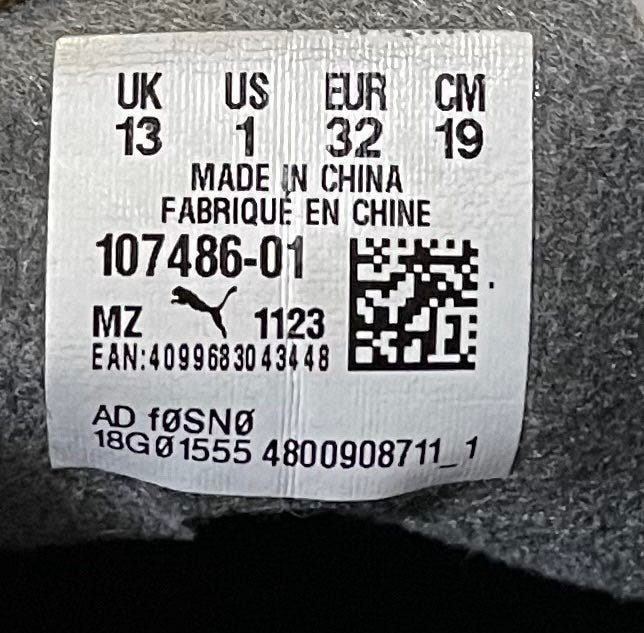 UK US EUR CM
13 1 32 19
MADE IN CHINA
FABRIQUÉ EN CHINE
107486-01
MZ 1123
EAN:4099683043448
AD fØSNØ
18GØ1555 4800908711_1